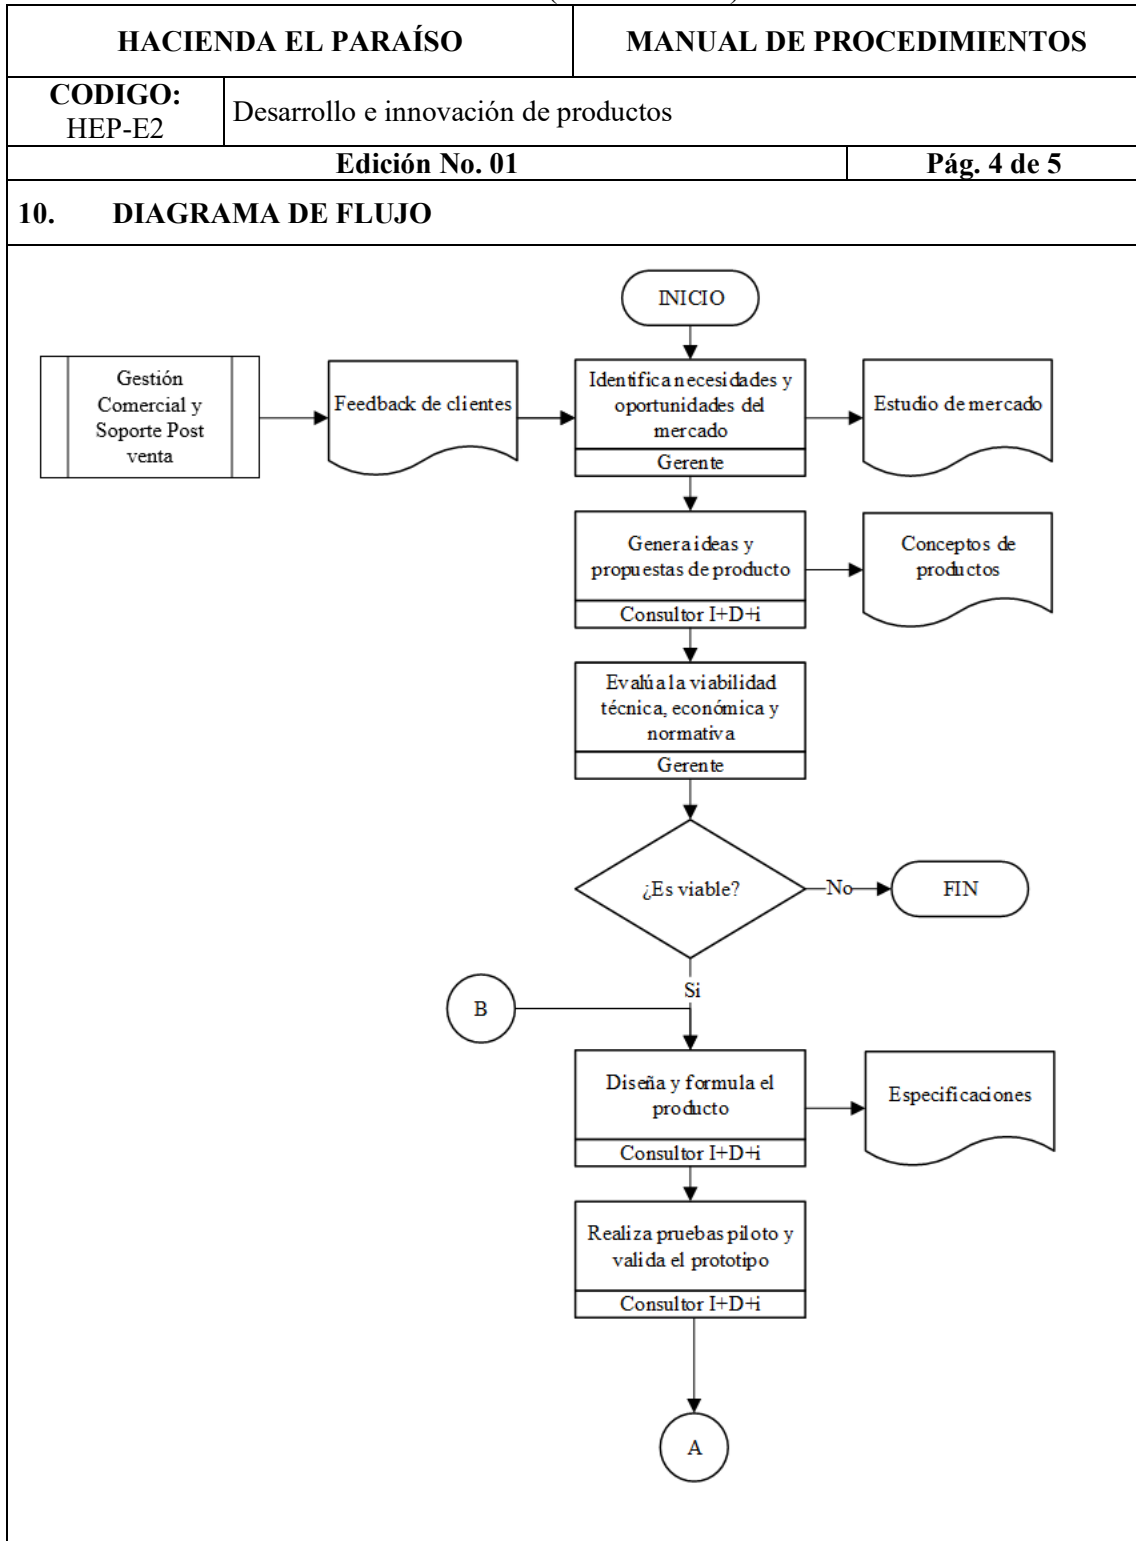 HACIENDA EL PARAÍSO
MANUAL DE PROCEDIMIENTOS
CODIGO:
HEP-E2
Desarrollo e innovación de productos
Edición No. 01
Pág. 4 de 5
10. DIAGRAMA DE FLUJO
INICIO
Gestión
Comercial y
Soporte Post
venta
Feedback de clientes
Identifica necesidades y
oportunidades del
mercado
Gerente
Estudio de mercado
Genera ideas y
propuestas de producto
Consultor I+D+i
Conceptos de
productos
Evalúa la viabilidad
técnica, económica y
normativa
Gerente
¿Es viable?
No
FIN
Si
B
Diseña y formula el
producto
Consultor I+D+i
Especificaciones
Realiza pruebas piloto y
valida el prototipo
Consultor I+D+i
A